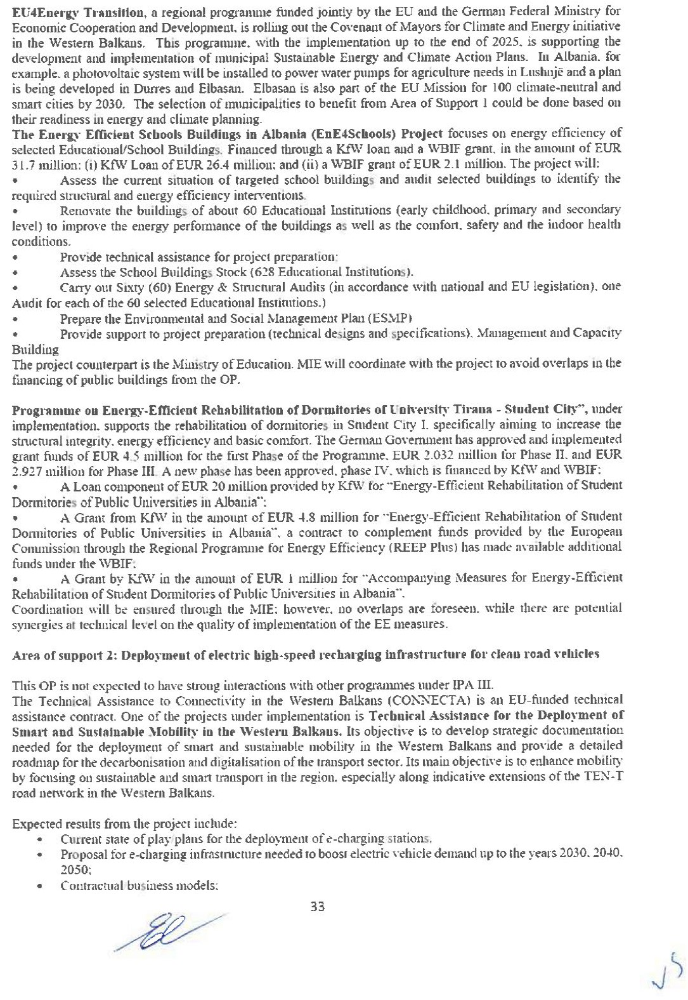 EU4Energy Transition, a regional programme funded jointly by the EU and the German Federal Ministry for
Economic Cooperation and Development, is rolling out the Covenant of Mayors for Climate and Energy initiative
in the Western Balkans. This programme, with the implementation up to the end of 2025, is supporting the
development and implementation of municipal Sustainable Energy and Climate Action Plans. In Albania, for
example, a photovoltaic system will be installed to power water pumps for agriculture needs in Lushnjë and a plan
is being developed in Durres and Elbasan. Elbasan is also part of the EU Mission for 100 climate-neutral and
smart cities by 2030. The selection of municipalities to benefit from Area of Support 1 could be done based on
their readiness in energy and climate planning.
The Energy Efficient Schools Buildings in Albania (EnE4Schools) Project focuses on energy efficiency of
selected Educational/School Buildings. Financed through a KfW loan and a WBIF grant, in the amount of EUR
31.7 million: (i) KfW Loan of EUR 26.4 million; and (ii) a WBIF grant of EUR 2.1 million. The project will:
• Assess the current situation of targeted school buildings and audit selected buildings to identify the
required structural and energy efficiency interventions.
• Renovate the buildings of about 60 Educational Institutions (early childhood, primary and secondary
level) to improve the energy performance of the buildings as well as the comfort, safety and the indoor health
conditions.
• Provide technical assistance for project preparation;
• Assess the School Buildings Stock (628 Educational Institutions).
• Carry out Sixty (60) Energy & Structural Audits (in accordance with national and EU legislation), one
Audit for each of the 60 selected Educational Institutions.)
• Prepare the Environmental and Social Management Plan (ESMP)
• Provide support to project preparation (technical designs and specifications), Management and Capacity
Building
The project counterpart is the Ministry of Education. MIE will coordinate with the project to avoid overlaps in the
financing of public buildings from the OP.
Programme on Energy-Efficient Rehabilitation of Dormitories of University Tirana - Student City”, under
implementation, supports the rehabilitation of dormitories in Student City I, specifically aiming to increase the
structural integrity, energy efficiency and basic comfort. The German Government has approved and implemented
grant funds of EUR 4.5 million for the first Phase of the Programme, EUR 2.032 million for Phase II, and EUR
2.927 million for Phase III. A new phase has been approved, phase IV, which is financed by KfW and WBIF:
• A Loan component of EUR 20 million provided by KfW for “Energy-Efficient Rehabilitation of Student
Dormitories of Public Universities in Albania”;
• A Grant from KfW in the amount of EUR 4.8 million for “Energy-Efficient Rehabilitation of Student
Dormitories of Public Universities in Albania”, a contract to complement funds provided by the European
Commission through the Regional Programme for Energy Efficiency (REEP Plus) has made available additional
funds under the WBIF;
• A Grant by KfW in the amount of EUR 1 million for “Accompanying Measures for Energy-Efficient
Rehabilitation of Student Dormitories of Public Universities in Albania”.
Coordination will be ensured through the MIE; however, no overlaps are foreseen, while there are potential
synergies at technical level on the quality of implementation of the EE measures.
Area of support 2: Deployment of electric high-speed recharging infrastructure for clean road vehicles
This OP is not expected to have strong interactions with other programmes under IPA III.
The Technical Assistance to Connectivity in the Western Balkans (CONNECTA) is an EU-funded technical
assistance contract. One of the projects under implementation is Technical Assistance for the Deployment of
Smart and Sustainable Mobility in the Western Balkans. Its objective is to develop strategic documentation
needed for the deployment of smart and sustainable mobility in the Western Balkans and provide a detailed
roadmap for the decarbonisation and digitalisation of the transport sector. Its main objective is to enhance mobility
by focusing on sustainable and smart transport in the region, especially along indicative extensions of the TEN-T
road network in the Western Balkans.
Expected results from the project include:
• Current state of play/plans for the deployment of e-charging stations,
• Proposal for e-charging infrastructure needed to boost electric vehicle demand up to the years 2030, 2040,
2050;
• Contractual business models;
33